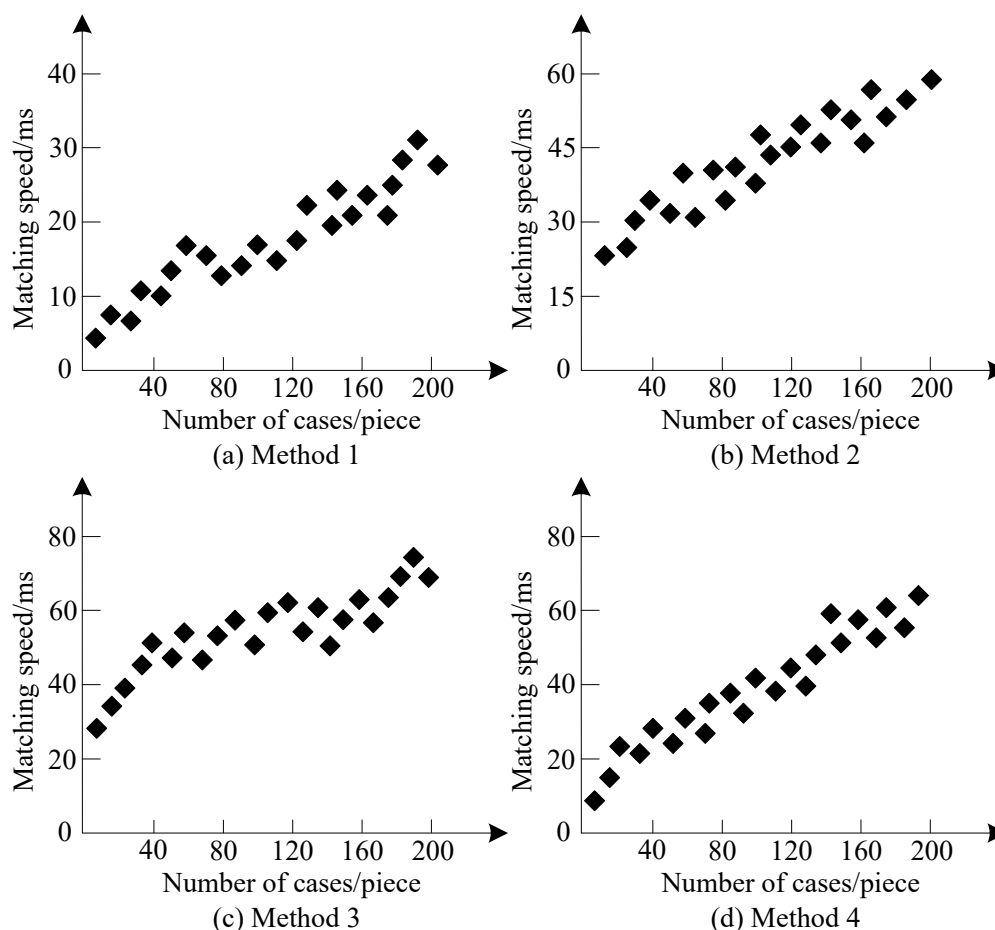 Matching speed/ms
40
30
20
10
0
40 80 120 160 200
Number of cases/piece
(a) Method 1
Matching speed/ms
60
45
30
15
0
40 80 120 160 200
Number of cases/piece
(b) Method 2
Matching speed/ms
80
60
40
20
0
40 80 120 160 200
Number of cases/piece
(c) Method 3
Matching speed/ms
80
60
40
20
0
40 80 120 160 200
Number of cases/piece
(d) Method 4